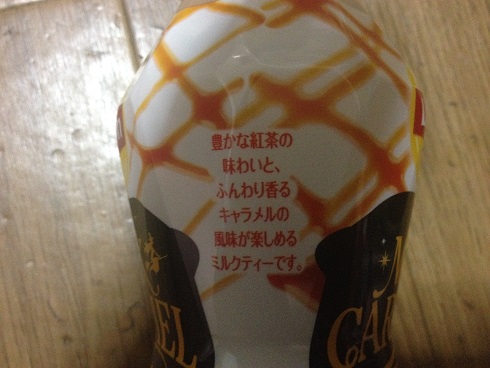 豊かな紅茶の
味わいと、
ふんわり香る
キャラメルの
風味が楽しめる
ミルクティーです。